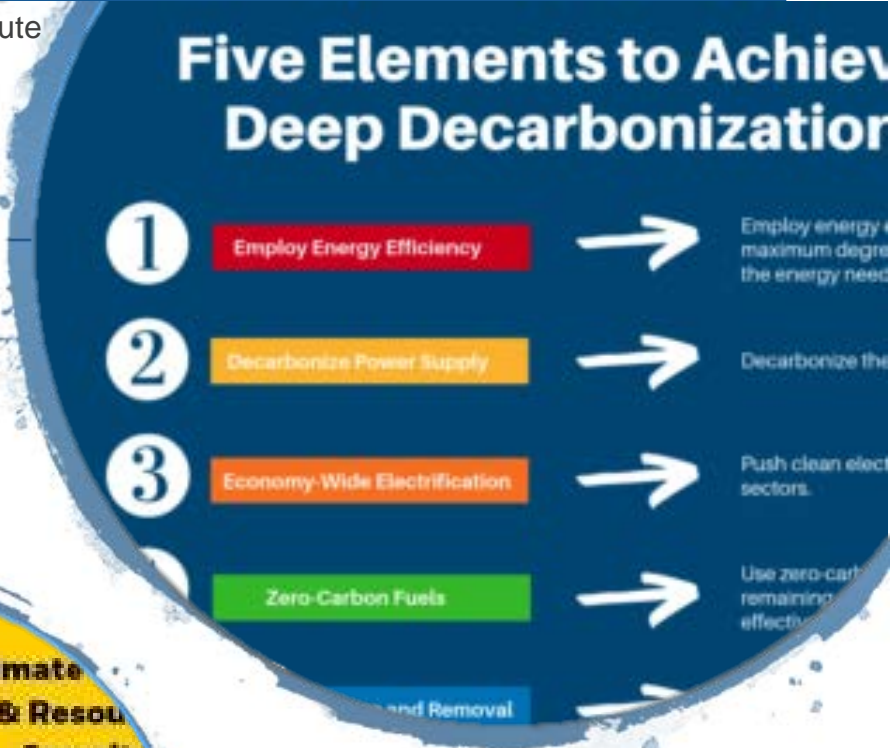 ute
Five Elements to Achiev
Deep Decarbonization
1
Employ Energy Efficiency
Employ energy e
maximum degre
the energy need
2
Decarbonize Power Supply
Decarbonize the
3
Economy-Wide Electrification
Push clean elect
sectors.
Zero-Carbon Fuels
Use zero-carb
remaining
effectiv
and Removal
mate
& Resou